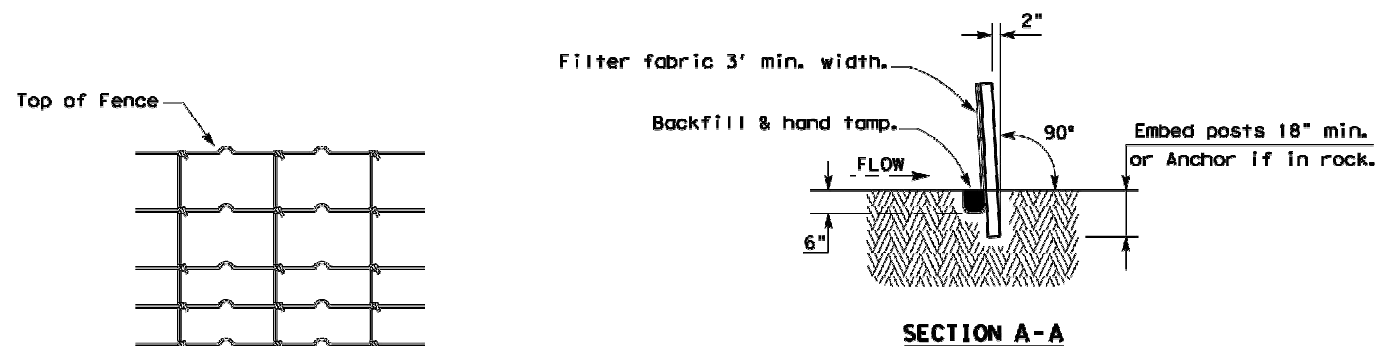 2"
Filter fabric 3' min. width.
Top of Fence
Backfill & hand tamp.
90°
Embed posts 18" min.
or Anchor if in rock.
FLOW
6"
SECTION A-A